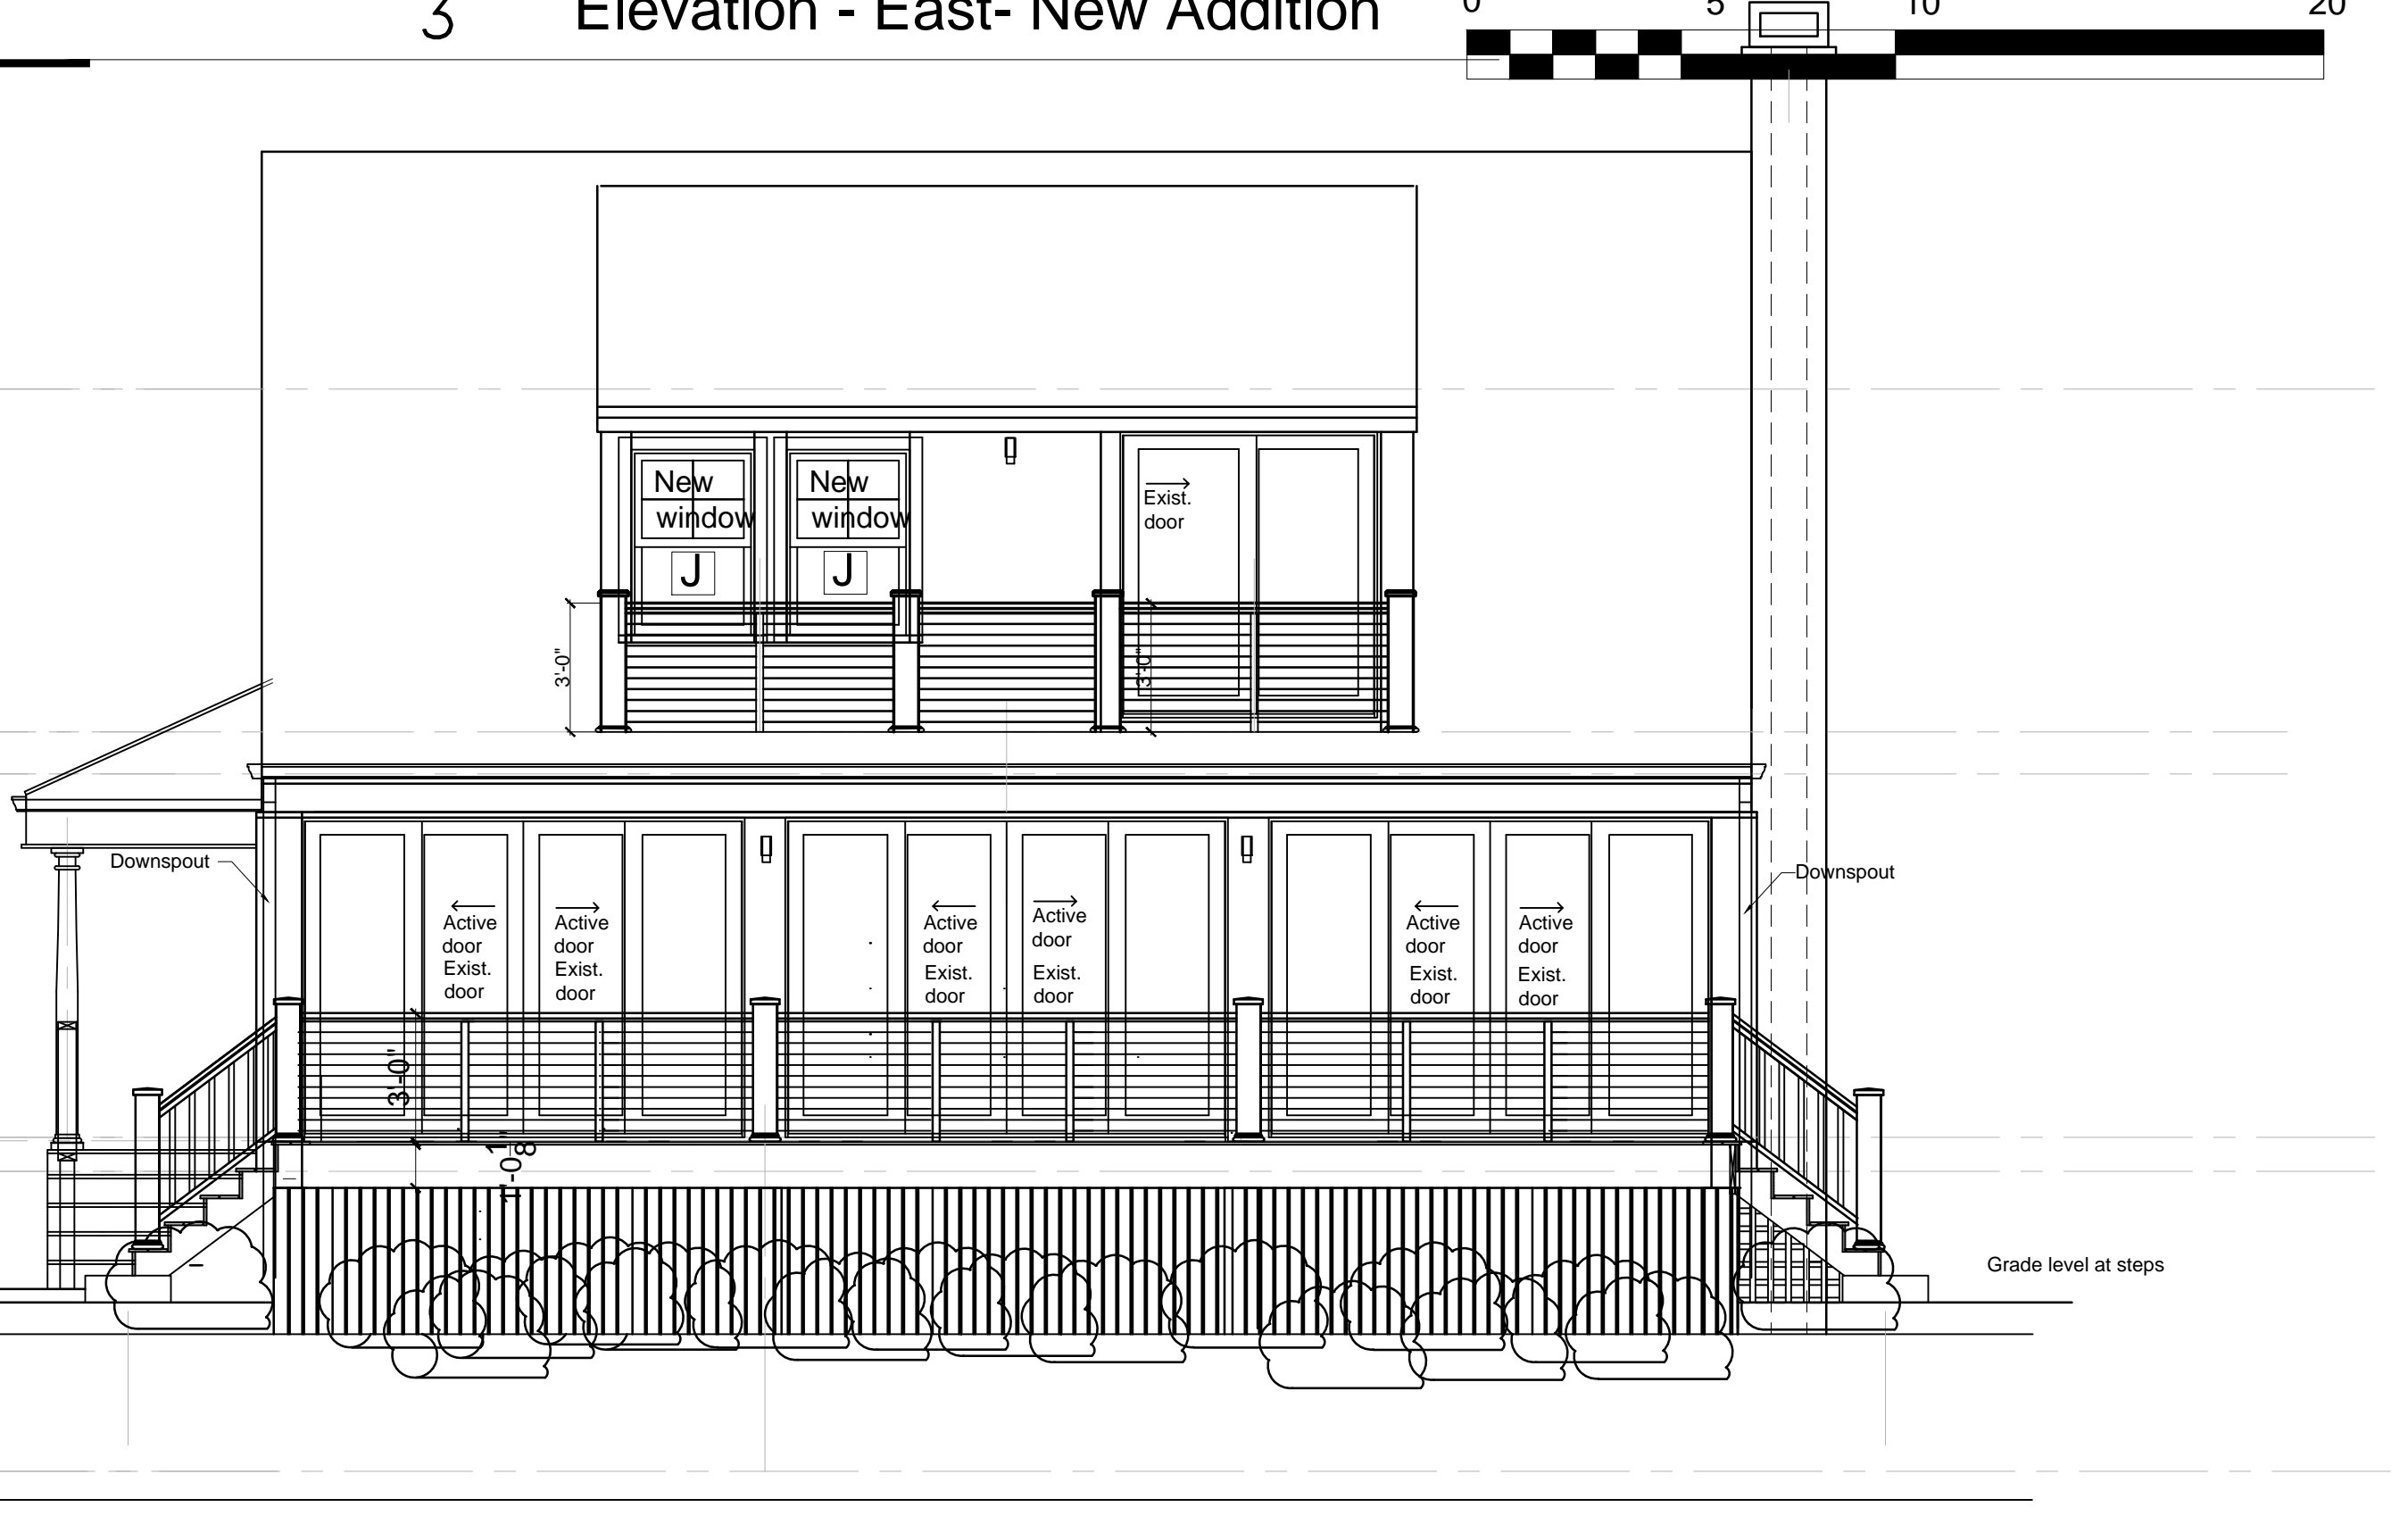 3 Elevation - East- New Addition
0 5 10 20
New
window
J
New
window
J
Exist.
door
3'-0"
3'-0"
Downspout
Downspout
Active
door
Exist.
door
Active
door
Exist.
door
Active
door
Exist.
door
Active
door
Exist.
door
Active
door
Exist.
door
Active
door
Exist.
door
3'-0"
1'-0 1"
8
Grade level at steps